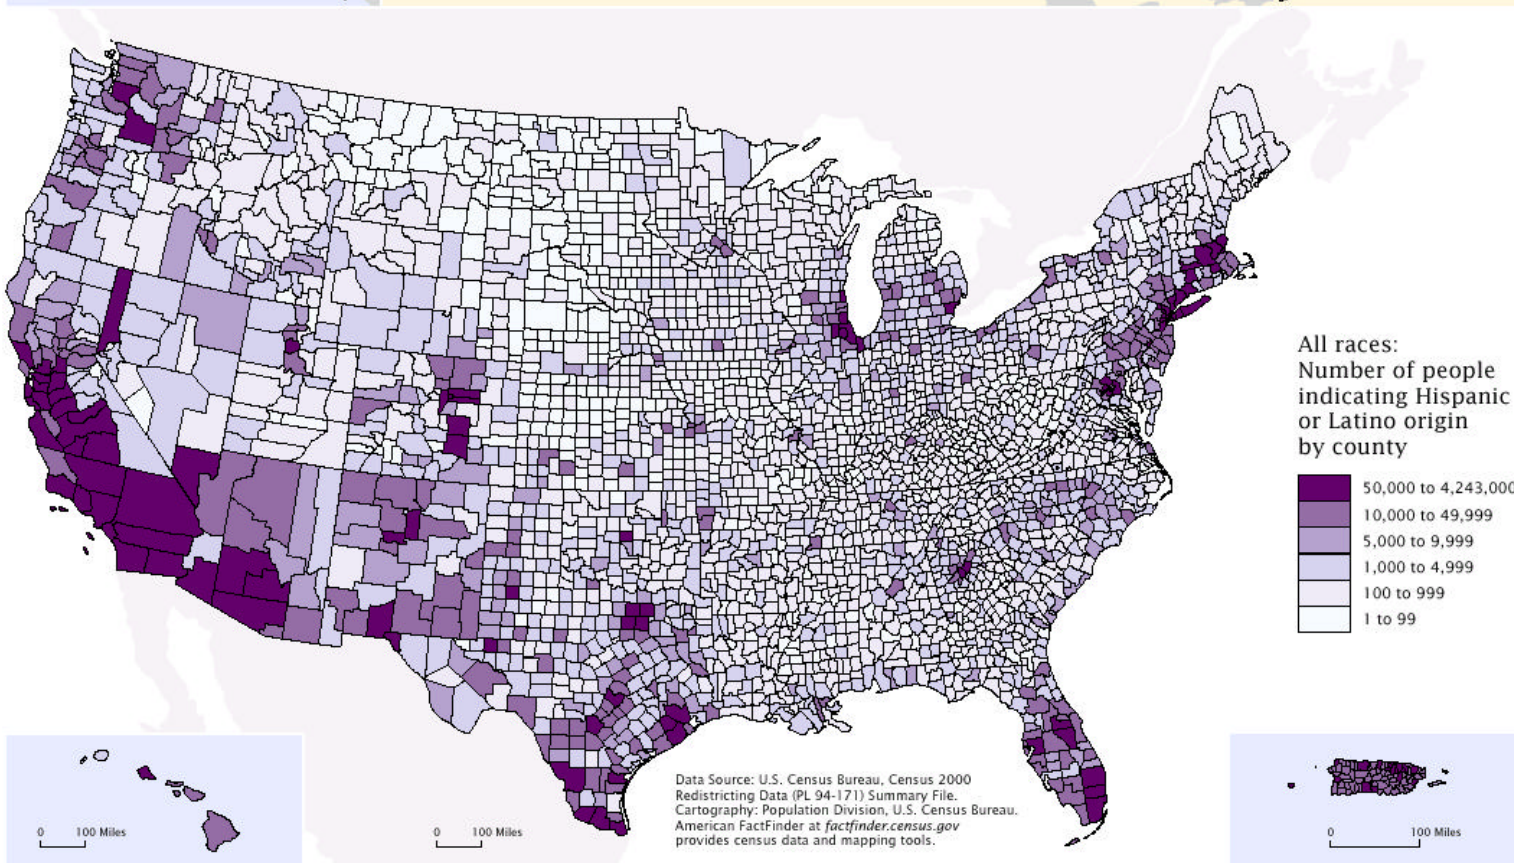 All races:
Number of people
indicating Hispanic
or Latino origin
by county
50,000 to 4,243,000
10,000 to 49,999
5,000 to 9,999
1,000 to 4,999
100 to 999
1 to 99
Data Source: U.S. Census Bureau, Census 2000
Redistricting Data (PL 94-171) Summary File.
Cartography: Population Division, U.S. Census Bureau.
American FactFinder at factfinder.census.gov
provides census data and mapping tools.
0 100 Miles
0 100 Miles
0 100 Miles